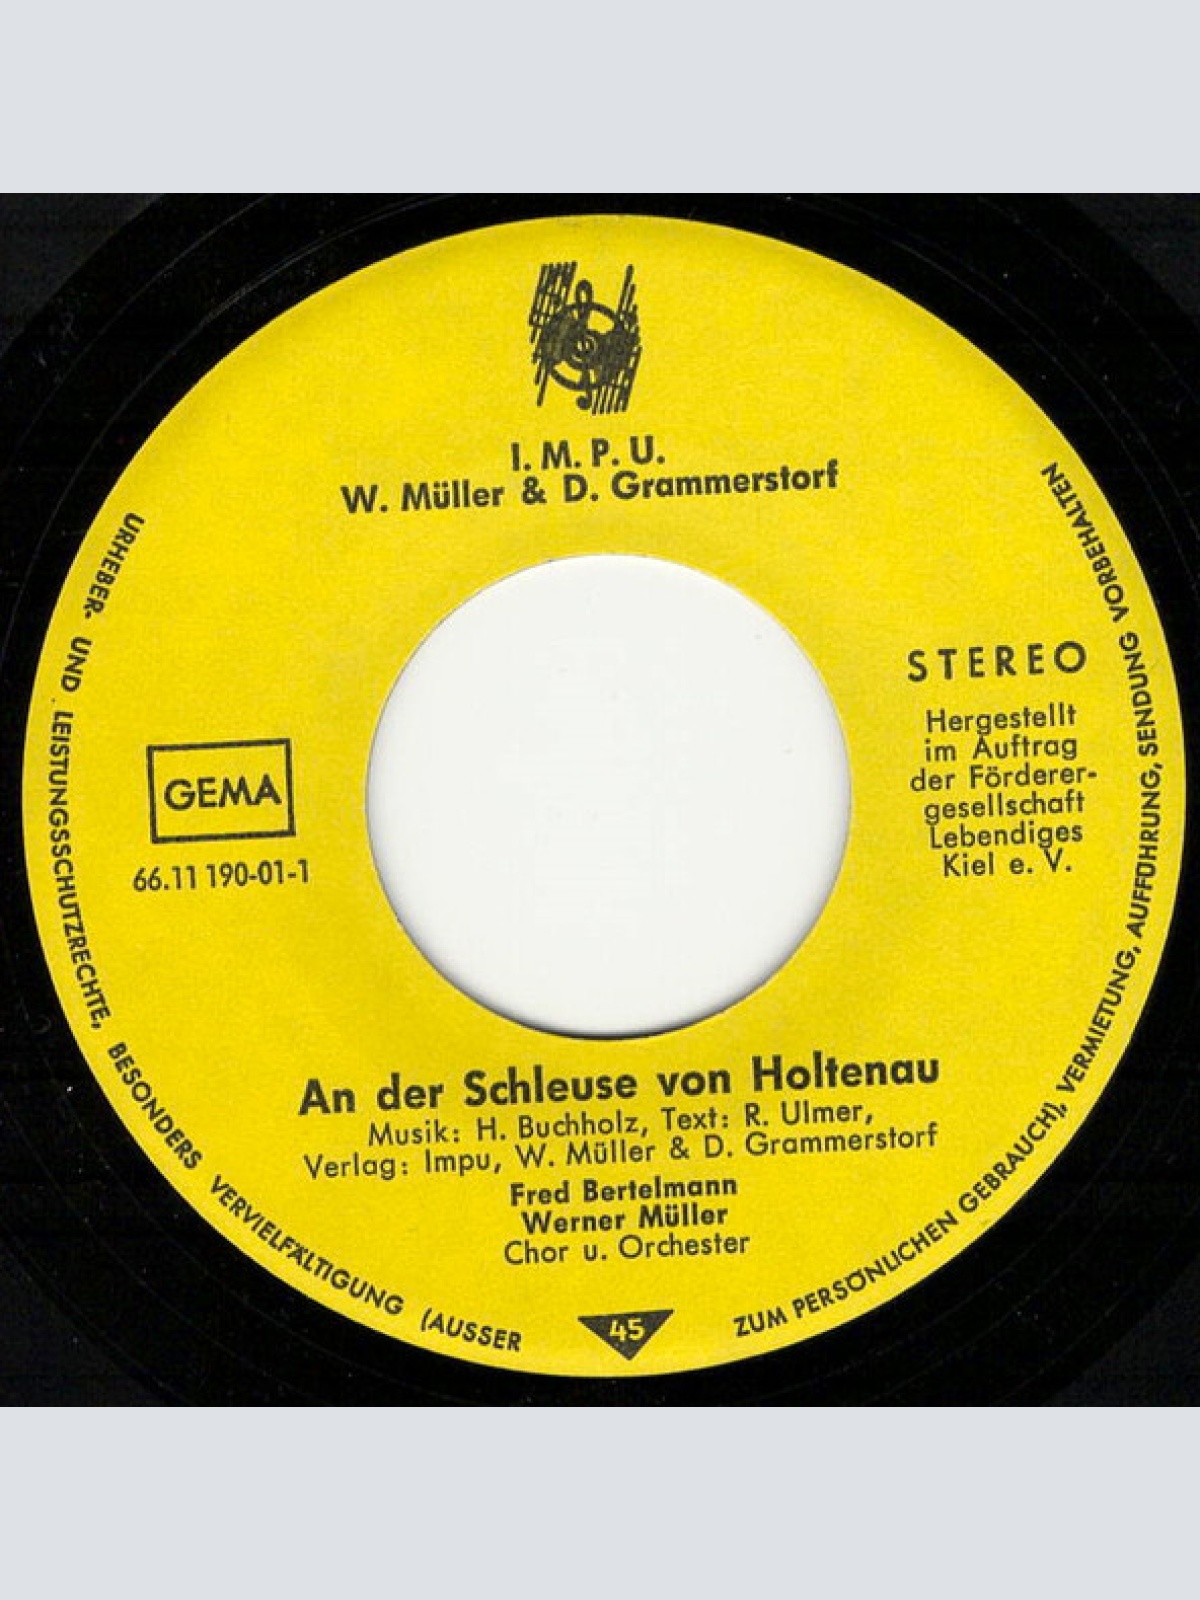 I. M. P. U.
W. Müller & D. Grammerstorf
STEREO
Hergestellt
im Auftrag
der Förderer-
gesellschaft
Lebendiges
Kiel e. V.
GEMA
66.11 190-01-1
An der Schleuse von Holtenau
Musik: H. Buchholz, Text: R. Ulmer,
Verlag: Impu, W. Müller & D. Grammerstorf
Fred Bertelmann
Werner Müller
Chor u. Orchester
45
URHEBER- UND LEISTUNGSSCHUTZRECHTE, BESONDERS VERVIELFÄLTIGUNG (AUSSER ZUM PERSÖNLICHEN GEBRAUCH), VERMIETUNG, AUFFÜHRUNG, SENDUNG VORBEHALTEN